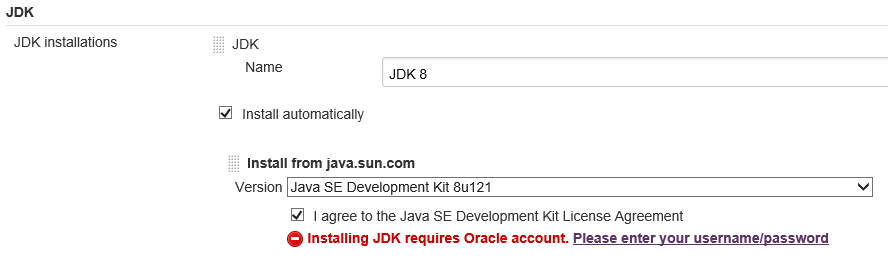 JDK
JDK installations
JDK
Name
JDK 8
Install automatically
Install from java.sun.com
Version Java SE Development Kit 8u121
I agree to the Java SE Development Kit License Agreement
Installing JDK requires Oracle account. Please enter your username/password